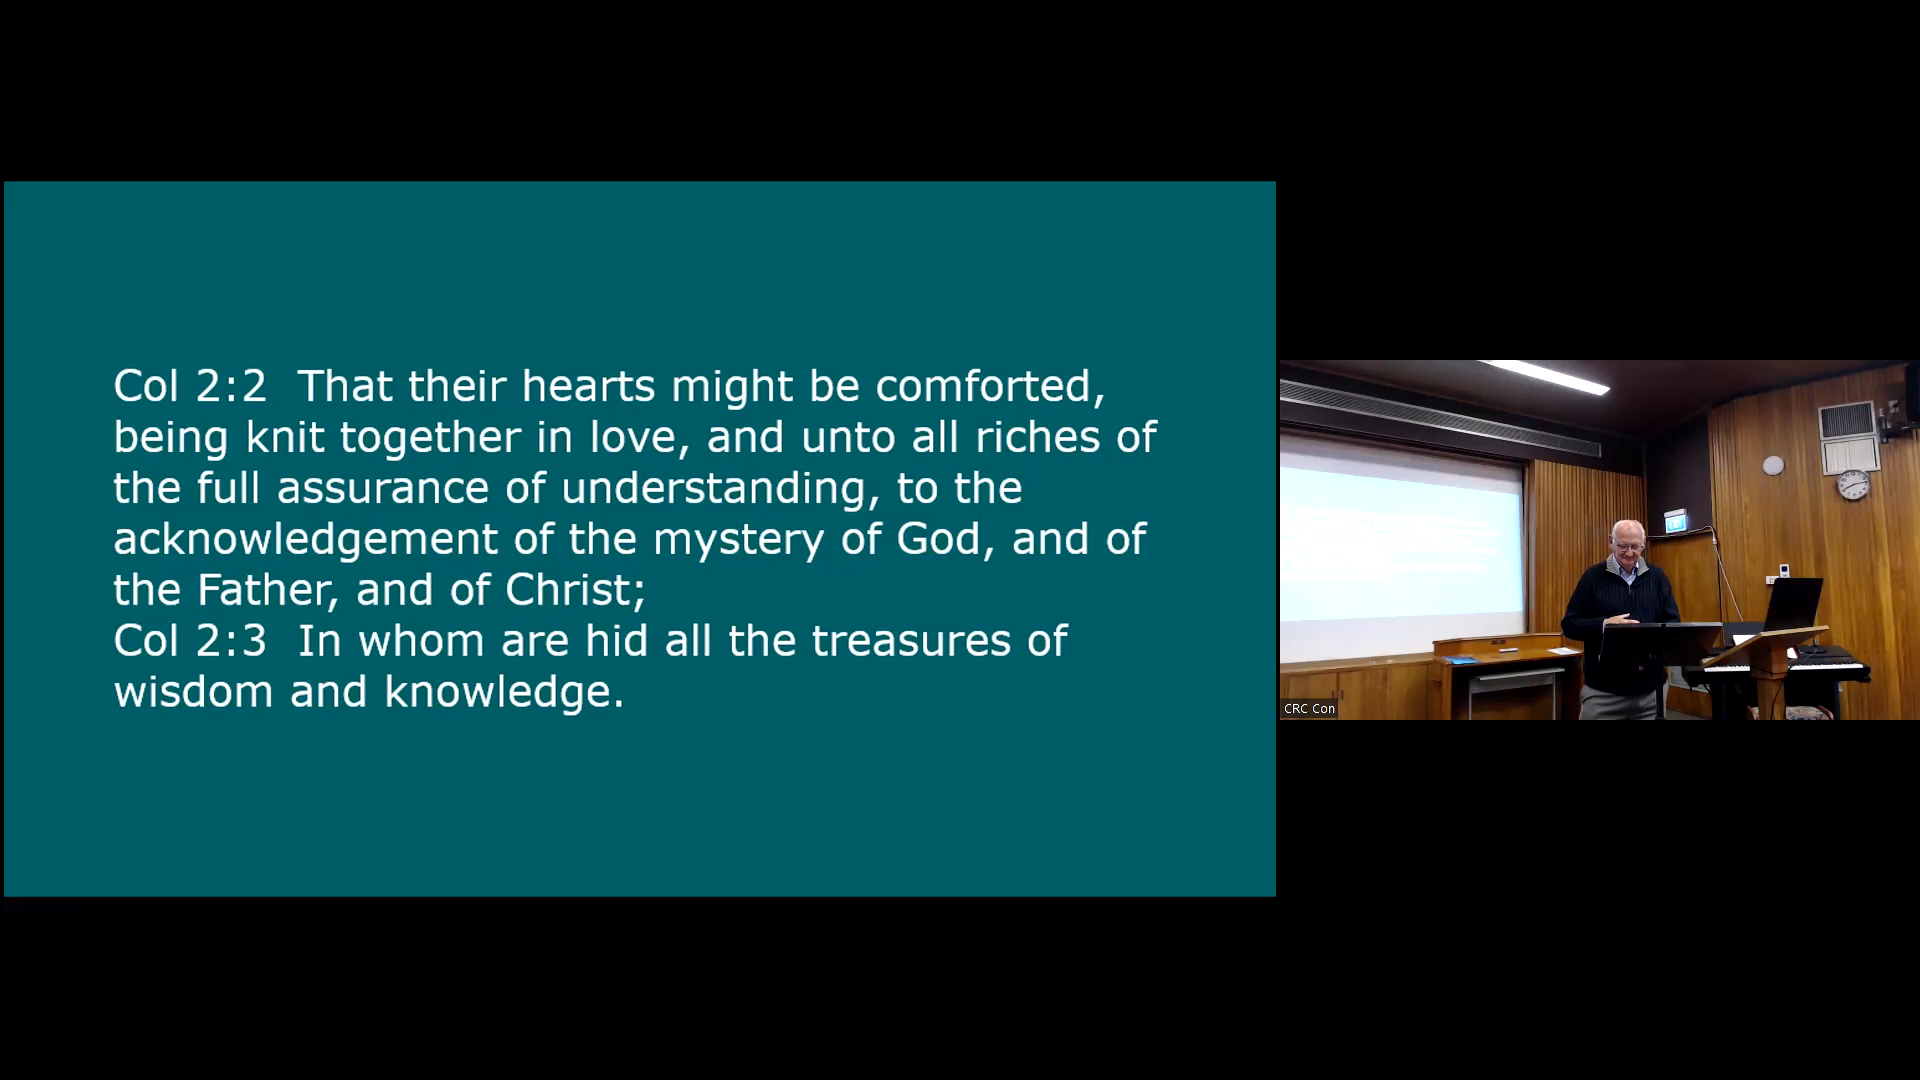 Col 2:2  That their hearts might be comforted,
being knit together in love, and unto all riches of
the full assurance of understanding, to the
acknowledgement of the mystery of God, and of
the Father, and of Christ;
Col 2:3  In whom are hid all the treasures of
wisdom and knowledge.
CRC Con